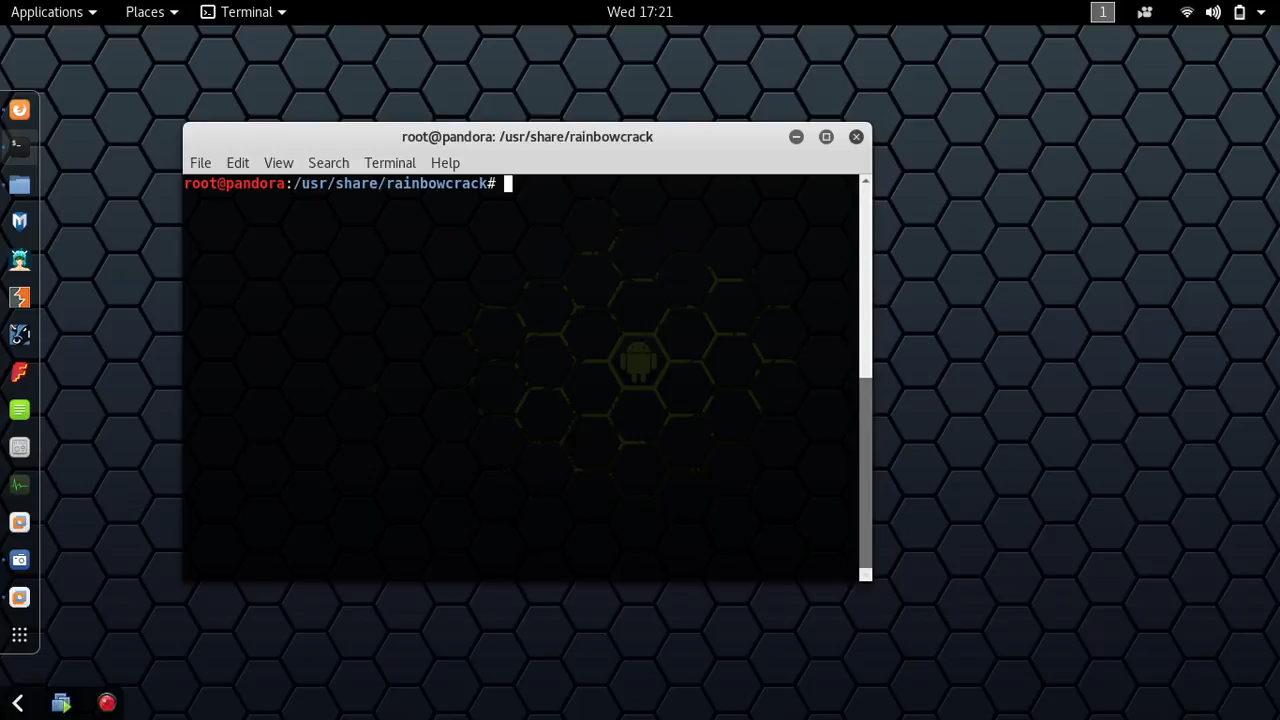 Applications Places Terminal Wed 17:21 1
root@pandora: /usr/share/rainbowcrack
File Edit View Search Terminal Help
root@pandora:/usr/share/rainbowcrack#